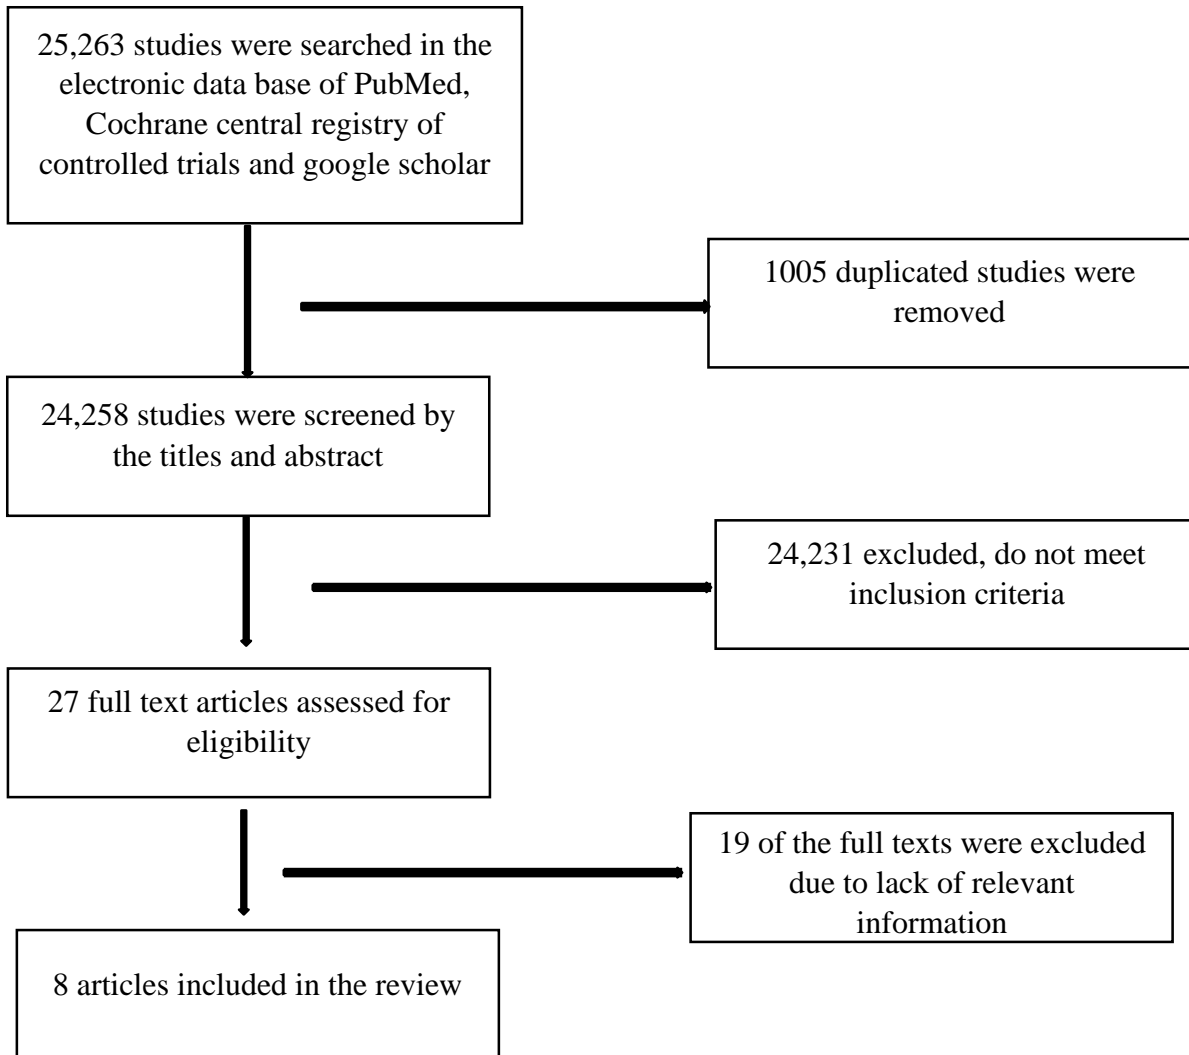 25,263 studies were searched in the
electronic data base of PubMed,
Cochrane central registry of
controlled trials and google scholar
1005 duplicated studies were
removed
24,258 studies were screened by
the titles and abstract
24,231 excluded, do not meet
inclusion criteria
27 full text articles assessed for
eligibility
19 of the full texts were excluded
due to lack of relevant
information
8 articles included in the review